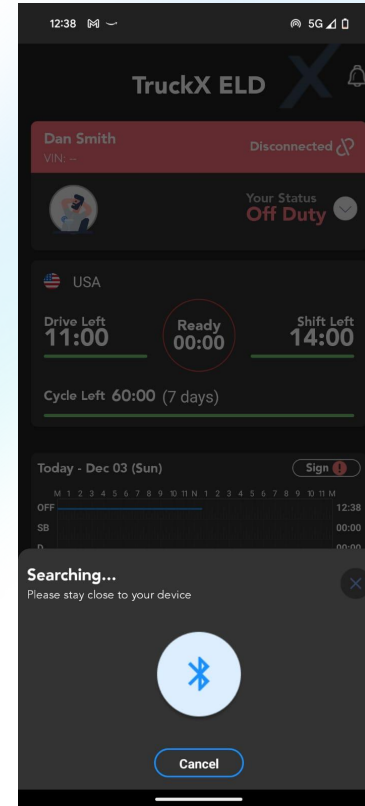 12:38 5G
TruckX ELD
Dan Smith
Disconnected
VIN: --
Your Status
Off Duty
USA
Drive Left
11:00
Ready
00:00
Shift Left
14:00
Cycle Left 60:00 (7 days)
Today - Dec 03 (Sun)
Sign
M 1 2 3 4 5 6 7 8 9 10 11 N 1 2 3 4 5 6 7 8 9 10 11 M
OFF 12:38
SB 00:00
D 00:00
Searching...
Please stay close to your device
Cancel